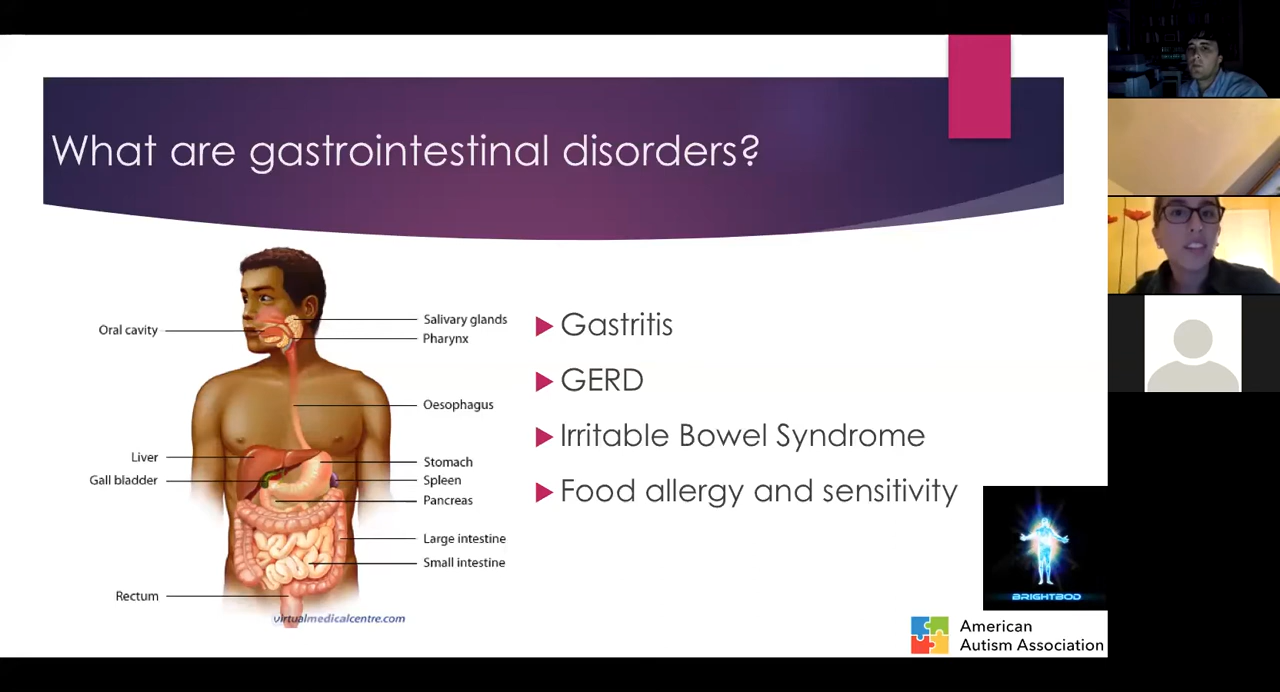 What are gastrointestinal disorders?
Oral cavity
Salivary glands
Pharynx
Oesophagus
Liver
Gall bladder
Stomach
Spleen
Pancreas
Large intestine
Small intestine
Rectum
virtualmedicalcentre.com
Gastritis
GERD
Irritable Bowel Syndrome
Food allergy and sensitivity
BRIGHTBOD
American
Autism Association